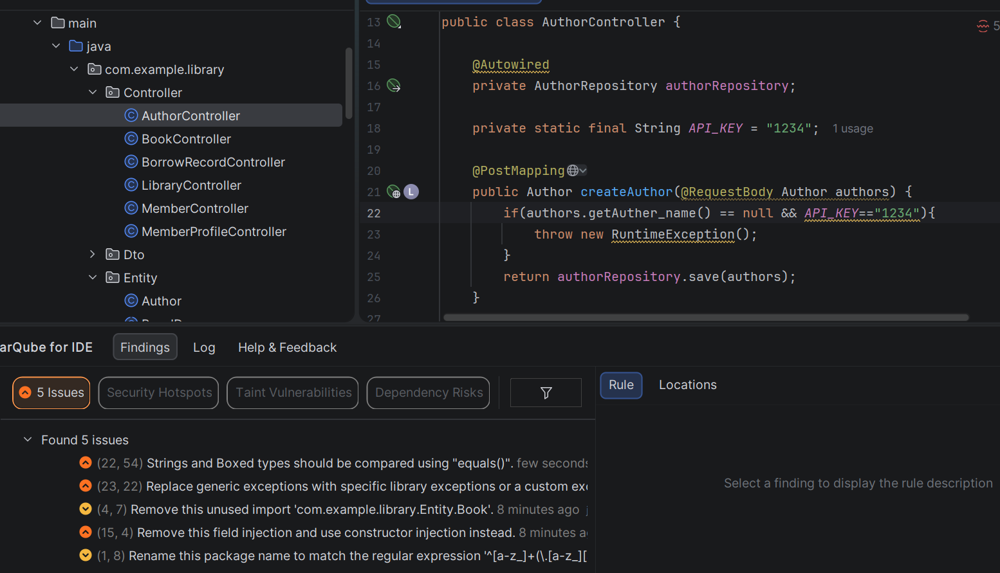 main
java
com.example.library
Controller
AuthorController
BookController
BorrowRecordController
LibraryController
MemberController
MemberProfileController
Dto
Entity
Author
13 public class AuthorController {
5
14
15 @Autowired
16 private AuthorRepository authorRepository;
17
18 private static final String API_KEY = "1234"; 1 usage
19
20 @PostMapping
21 L public Author createAuthor(@RequestBody Author authors) {
22 if(authors.getAuther_name() == null && API_KEY=="1234"){
23 throw new RuntimeException();
24 }
25 return authorRepository.save(authors);
26 }
27
arQube for IDE Findings Log Help & Feedback
5 Issues Security Hotspots Taint Vulnerabilities Dependency Risks
Rule Locations
Found 5 issues
(22, 54) Strings and Boxed types should be compared using "equals()". few seconds
(23, 22) Replace generic exceptions with specific library exceptions or a custom exc
(4, 7) Remove this unused import 'com.example.library.Entity.Book'. 8 minutes ago
(15, 4) Remove this field injection and use constructor injection instead. 8 minutes a
(1, 8) Rename this package name to match the regular expression '^[a-z_]+(\.[a-z_][
Select a finding to display the rule description